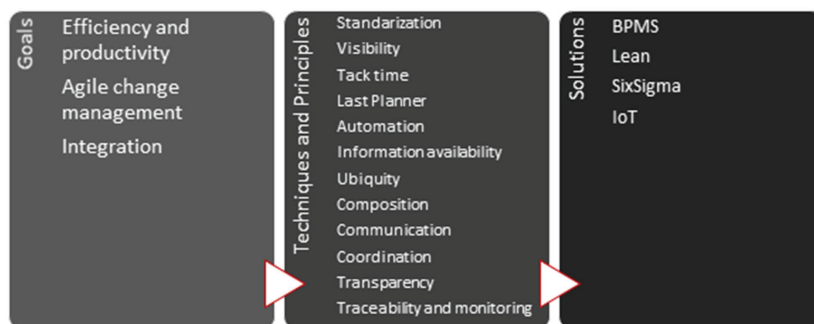 Goals
Efficiency and
productivity
Agile change
management
Integration
Techniques and Principles
Standarization
Visibility
Tack time
Last Planner
Automation
Information availability
Ubiquity
Composition
Communication
Coordination
Transparency
Traceability and monitoring
Solutions
BPMS
Lean
SixSigma
IoT